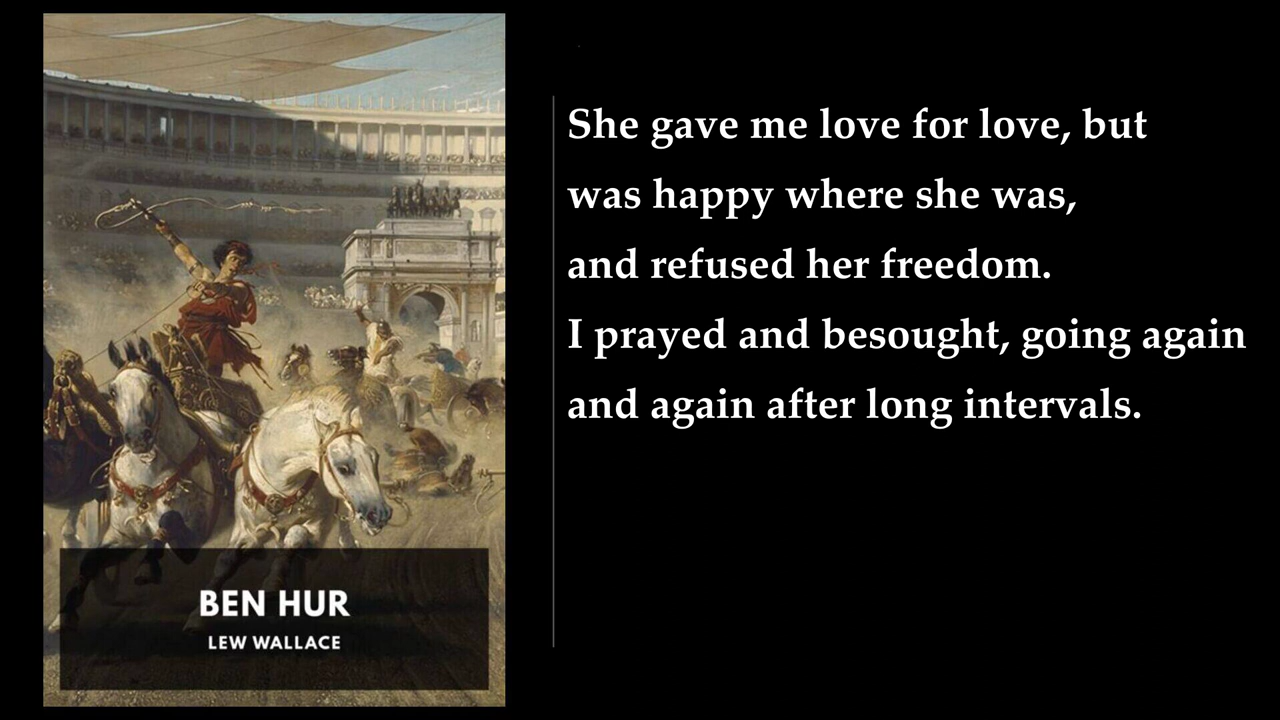 She gave me love for love, but
was happy where she was,
and refused her freedom.
I prayed and besought, going again
and again after long intervals.
BEN HUR
LEW WALLACE